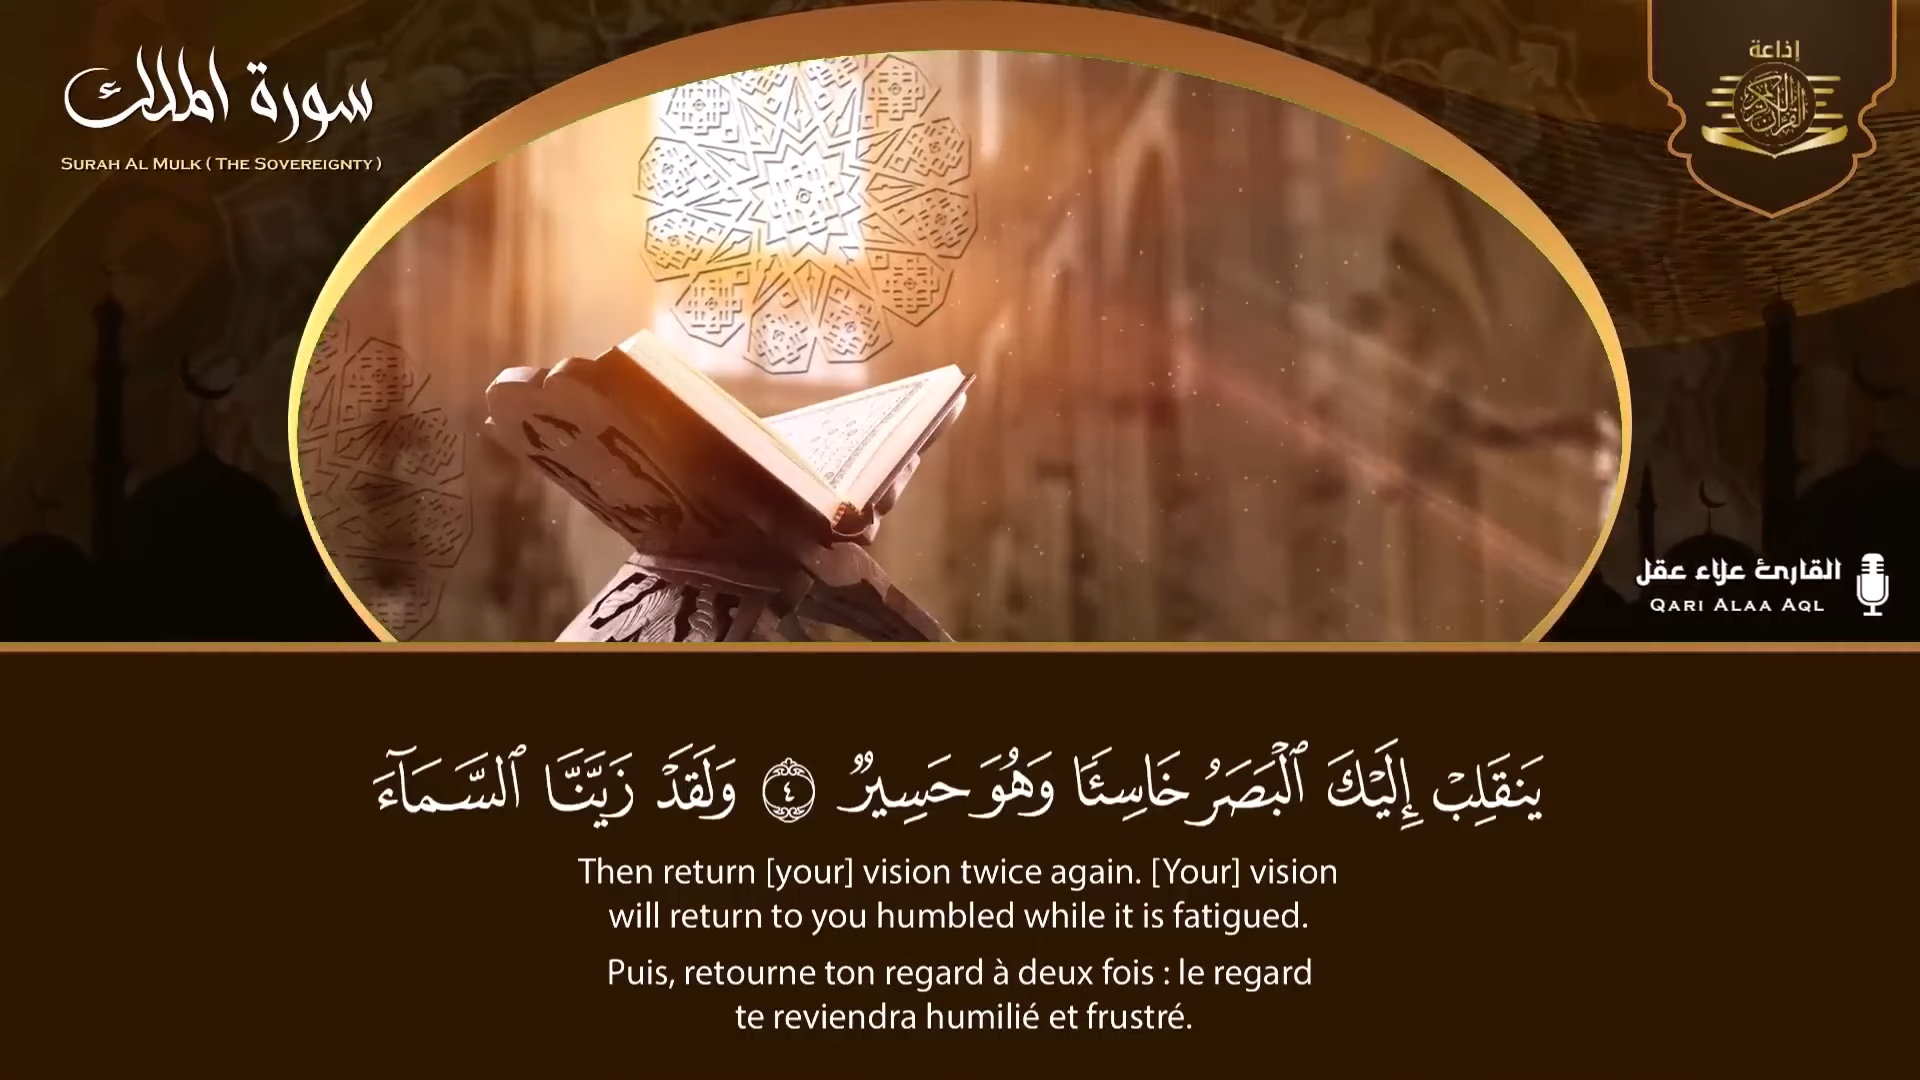 سورة الملك
SURAH AL MULK ( THE SOVEREIGNTY )
إذاعة
القرآن الكريم
القارئ علاء عقل
QARI ALAA AQL
يَنقَلِبْ إِلَيْكَ ٱلْبَصَرُ خَاسِئًا وَهُوَ حَسِيرٌ ٤ وَلَقَدْ زَيَّنَّا ٱلسَّمَآءَ
Then return [your] vision twice again. [Your] vision
will return to you humbled while it is fatigued.
Puis, retourne ton regard à deux fois : le regard
te reviendra humilié et frustré.